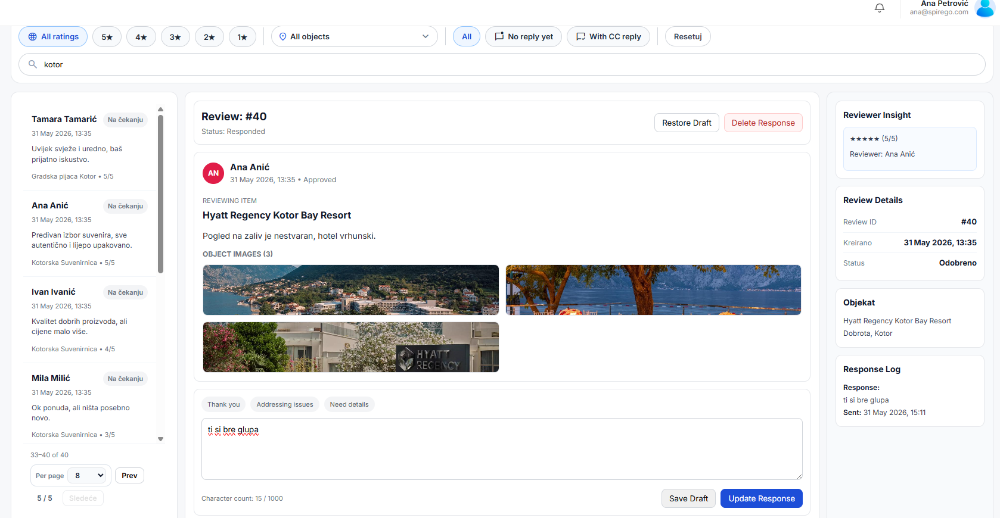 Ana Petrović
ana@spirego.com
All ratings
5★
4★
3★
2★
1★
All objects
All
No reply yet
With CC reply
Resetuj
kotor
Tamara Tamarić
Na čekanju
31 May 2026, 13:35
Uvijek svježe i uredno, baš
prijatno iskustvo.
Gradska pijaca Kotor • 5/5
Ana Anić
Na čekanju
31 May 2026, 13:35
Predivan izbor suvenira, sve
autentično i lijepo upakovano.
Kotorska Suvenirnica • 5/5
Ivan Ivanić
Na čekanju
31 May 2026, 13:35
Kvalitet dobrih proizvoda, ali
cijene malo više.
Kotorska Suvenirnica • 4/5
Mila Milić
Na čekanju
31 May 2026, 13:35
Ok ponuda, ali ništa posebno
novo.
Kotorska Suvenirnica • 3/5
33–40 of 40
Per page 8
Prev
5 / 5
Sledeće
Review: #40
Status: Responded
Restore Draft
Delete Response
AN
Ana Anić
31 May 2026, 13:35 • Approved
REVIEWING ITEM
Hyatt Regency Kotor Bay Resort
Pogled na zaliv je nestvaran, hotel vrhunski.
OBJECT IMAGES (3)
HYATT
REGENCY
Thank you
Addressing issues
Need details
ti si bre glupa
Character count: 15 / 1000
Save Draft
Update Response
Reviewer Insight
★★★★★ (5/5)
Reviewer: Ana Anić
Review Details
Review ID #40
Kreirano 31 May 2026, 13:35
Status Odobreno
Objekat
Hyatt Regency Kotor Bay Resort
Dobrota, Kotor
Response Log
Response:
ti si bre glupa
Sent: 31 May 2026, 15:11